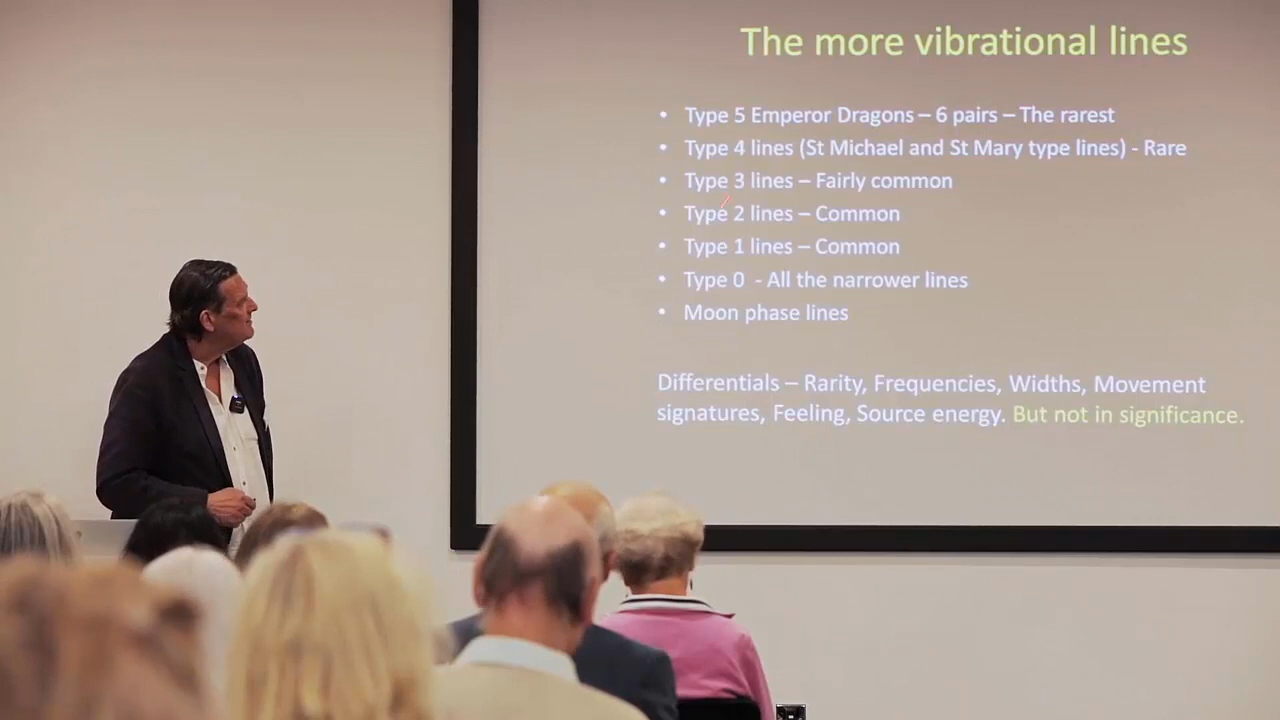 The more vibrational lines
• Type 5 Emperor Dragons – 6 pairs – The rarest
• Type 4 lines (St Michael and St Mary type lines) - Rare
• Type 3 lines – Fairly common
• Type 2 lines – Common
• Type 1 lines – Common
• Type 0 - All the narrower lines
• Moon phase lines
Differentials – Rarity, Frequencies, Widths, Movement
signatures, Feeling, Source energy. But not in significance.